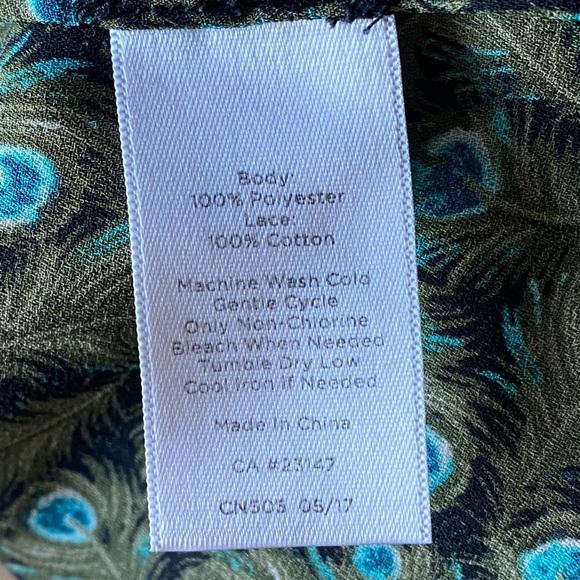 Body:
100% Polyester
Lace:
100% Cotton
Machine Wash Cold
Gentle Cycle
Only Non-Chlorine
Bleach When Needed
Tumble Dry Low
Cool Iron if Needed
Made In China
CA #23147
CN505 05/17